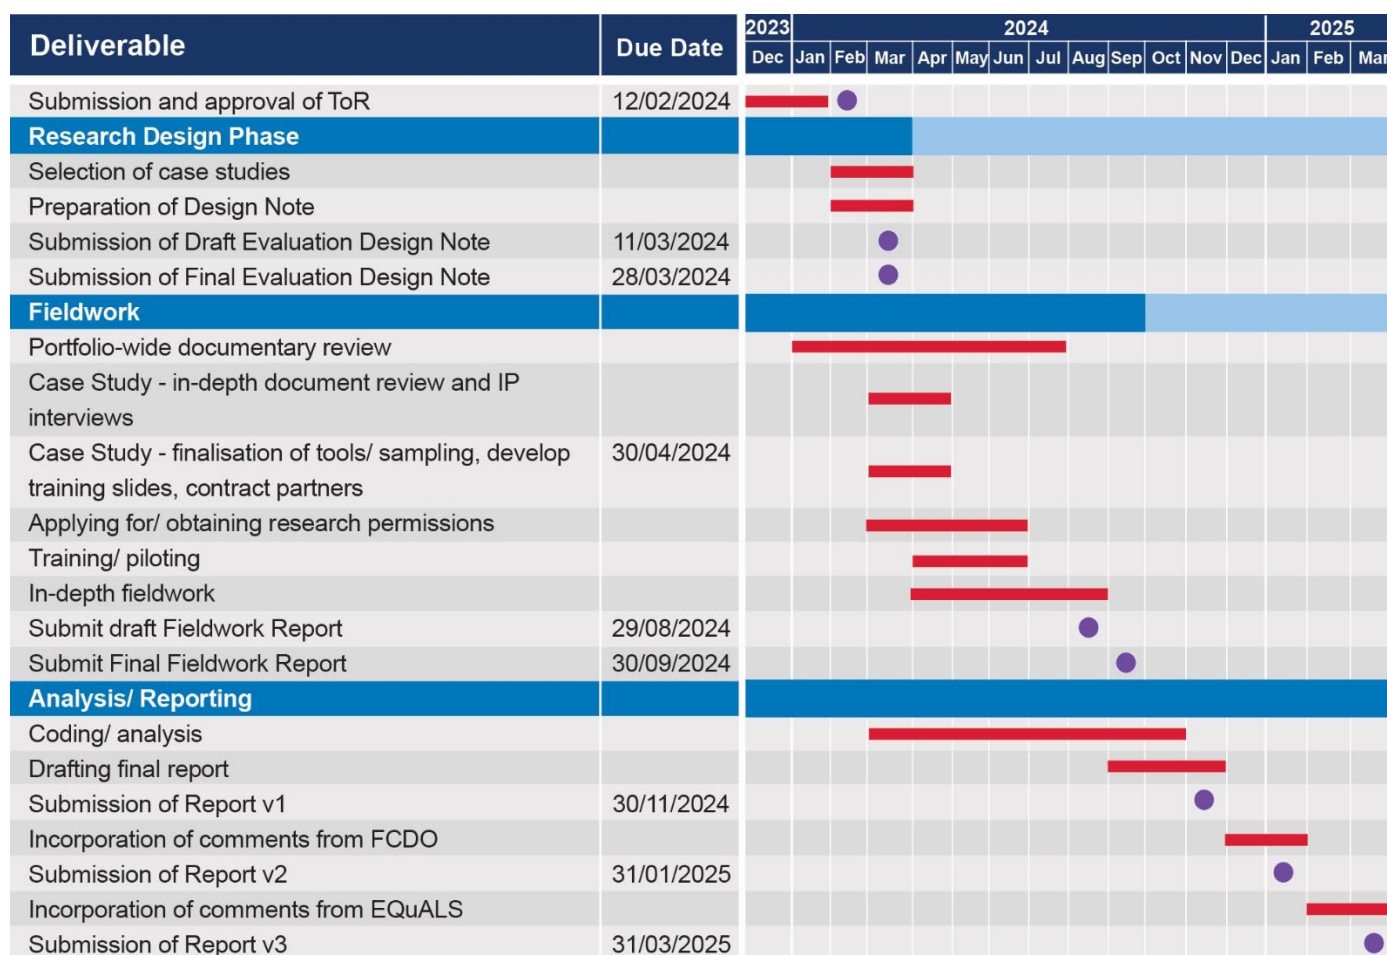 Deliverable Due Date 2023 2024 2025
Dec Jan Feb Mar Apr May Jun Jul Aug Sep Oct Nov Dec Jan Feb Mar
Submission and approval of ToR 12/02/2024
Research Design Phase
Selection of case studies
Preparation of Design Note
Submission of Draft Evaluation Design Note 11/03/2024
Submission of Final Evaluation Design Note 28/03/2024
Fieldwork
Portfolio-wide documentary review
Case Study - in-depth document review and IP
interviews
Case Study - finalisation of tools/ sampling, develop 30/04/2024
training slides, contract partners
Applying for/ obtaining research permissions
Training/ piloting
In-depth fieldwork
Submit draft Fieldwork Report 29/08/2024
Submit Final Fieldwork Report 30/09/2024
Analysis/ Reporting
Coding/ analysis
Drafting final report
Submission of Report v1 30/11/2024
Incorporation of comments from FCDO
Submission of Report v2 31/01/2025
Incorporation of comments from EQuALS
Submission of Report v3 31/03/2025